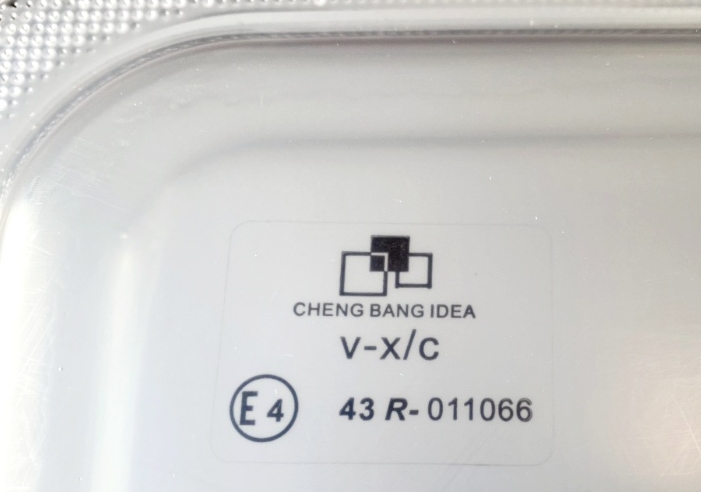 CHENG BANG IDEA
V-X/C
E4 43 R- 011066